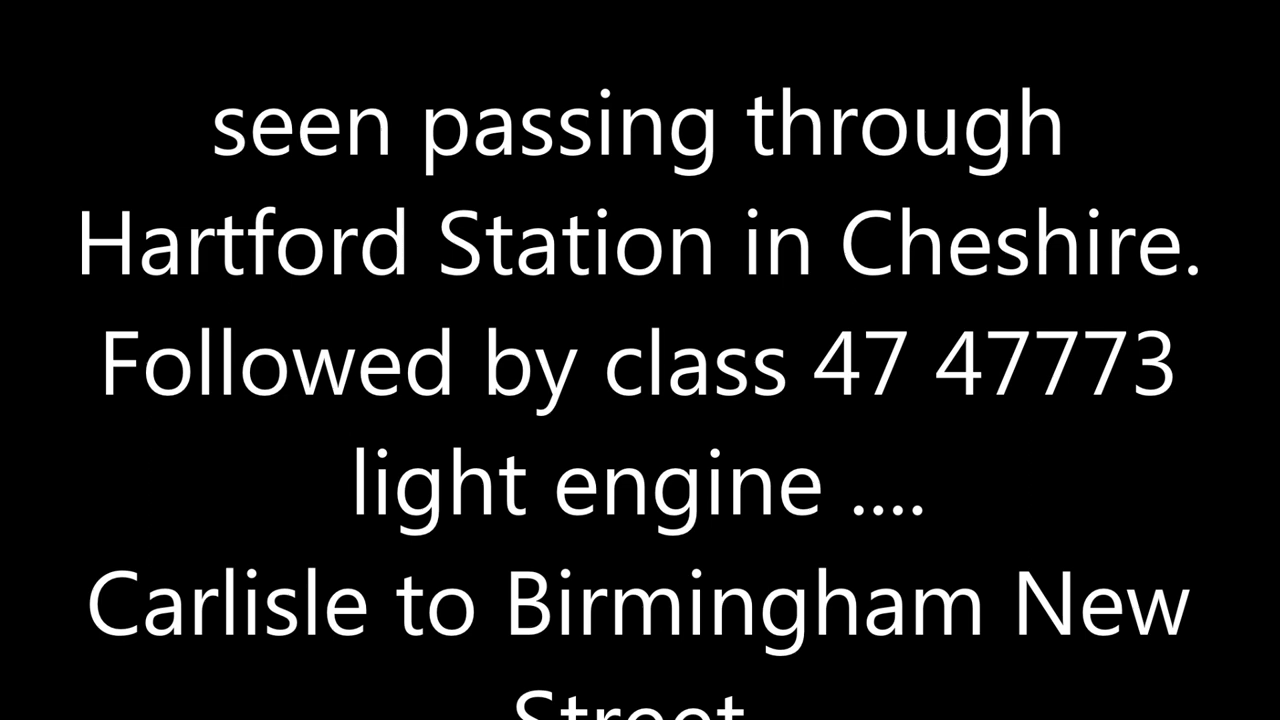 seen passing through
Hartford Station in Cheshire.
Followed by class 47 47773
light engine ....
Carlisle to Birmingham New
Street